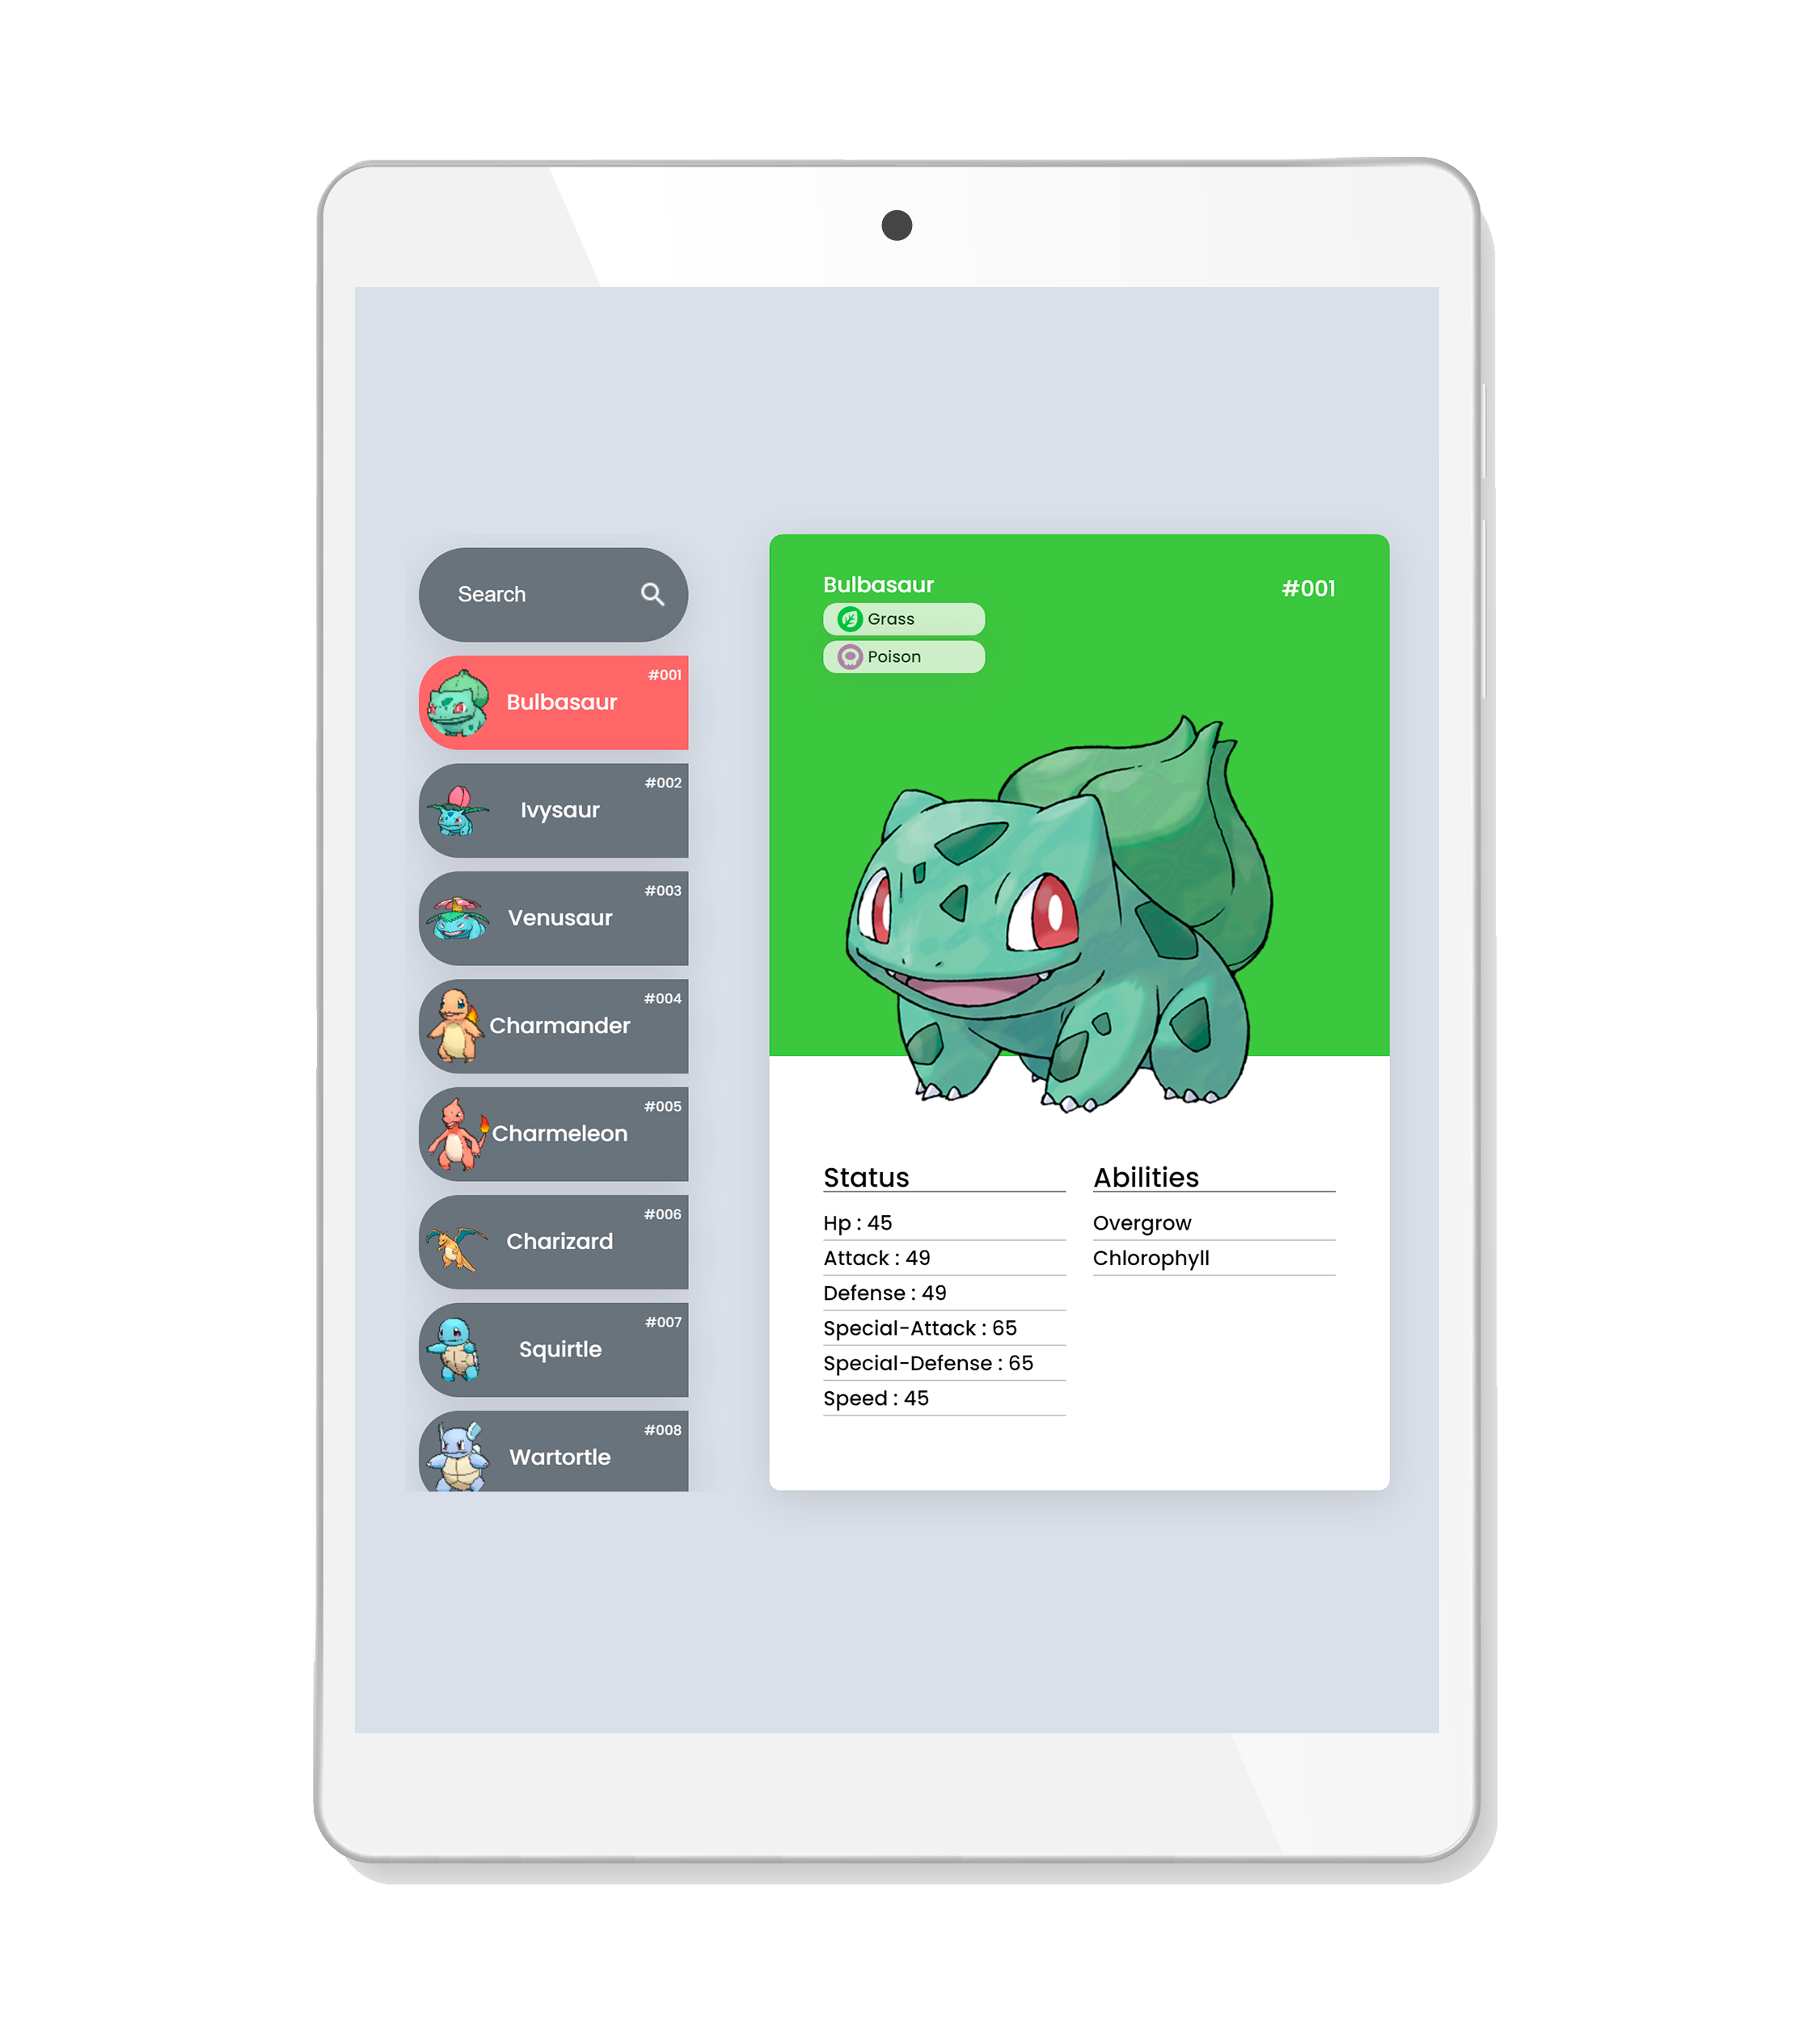 Search
#001
Bulbasaur
#002
Ivysaur
#003
Venusaur
#004
Charmander
#005
Charmeleon
#006
Charizard
#007
Squirtle
#008
Wartortle
Bulbasaur
#001
Grass
Poison
Status
Hp : 45
Attack : 49
Defense : 49
Special-Attack : 65
Special-Defense : 65
Speed : 45
Abilities
Overgrow
Chlorophyll